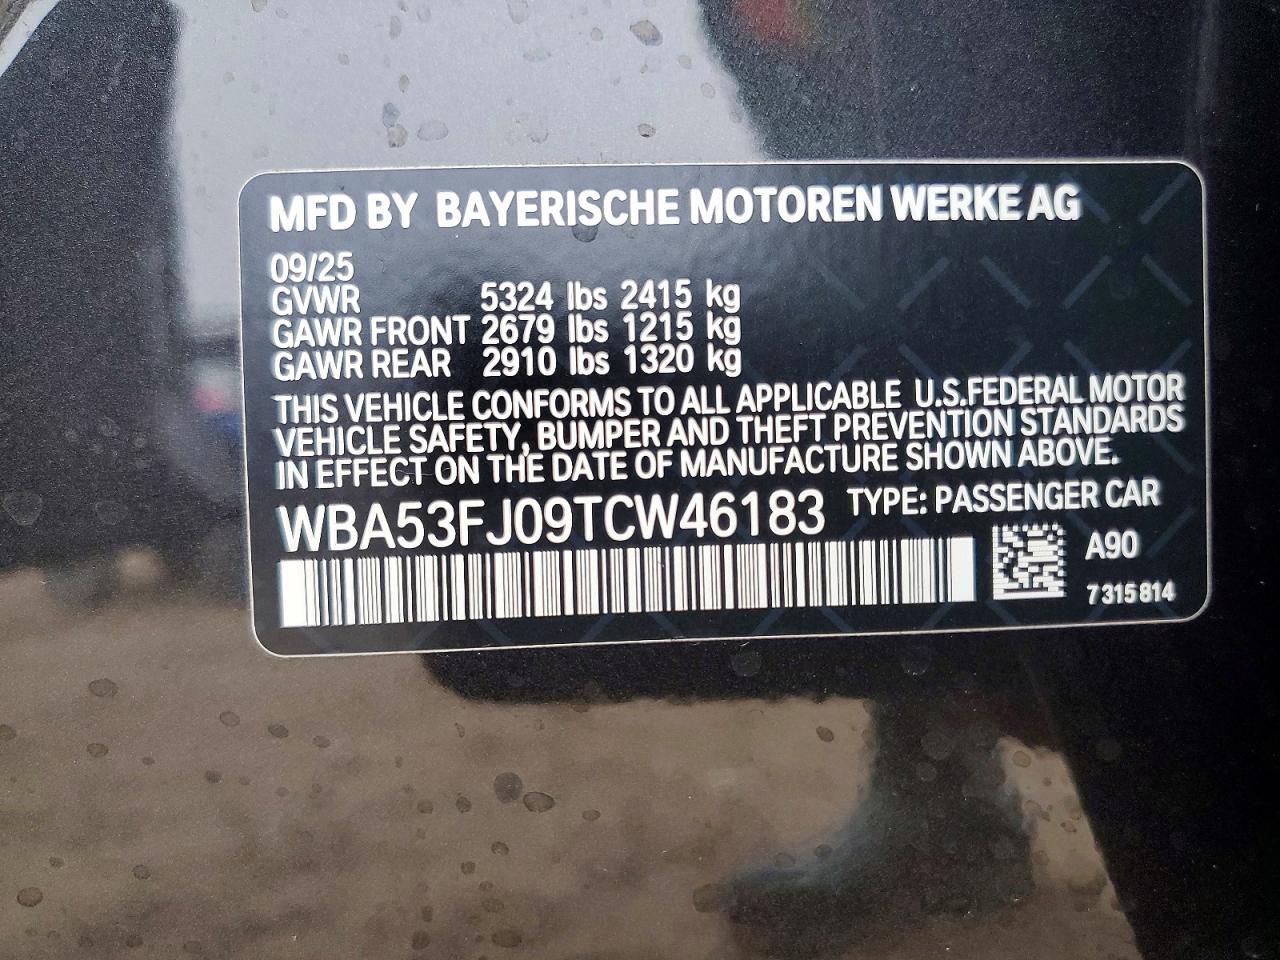 MFD BY BAYERISCHE MOTOREN WERKE AG
09/25
GVWR 5324 lbs 2415 kg
GAWR FRONT 2679 lbs 1215 kg
GAWR REAR 2910 lbs 1320 kg
THIS VEHICLE CONFORMS TO ALL APPLICABLE U.S.FEDERAL MOTOR
VEHICLE SAFETY, BUMPER AND THEFT PREVENTION STANDARDS
IN EFFECT ON THE DATE OF MANUFACTURE SHOWN ABOVE.
WBA53FJ09TCW46183 TYPE: PASSENGER CAR
A90
7315814